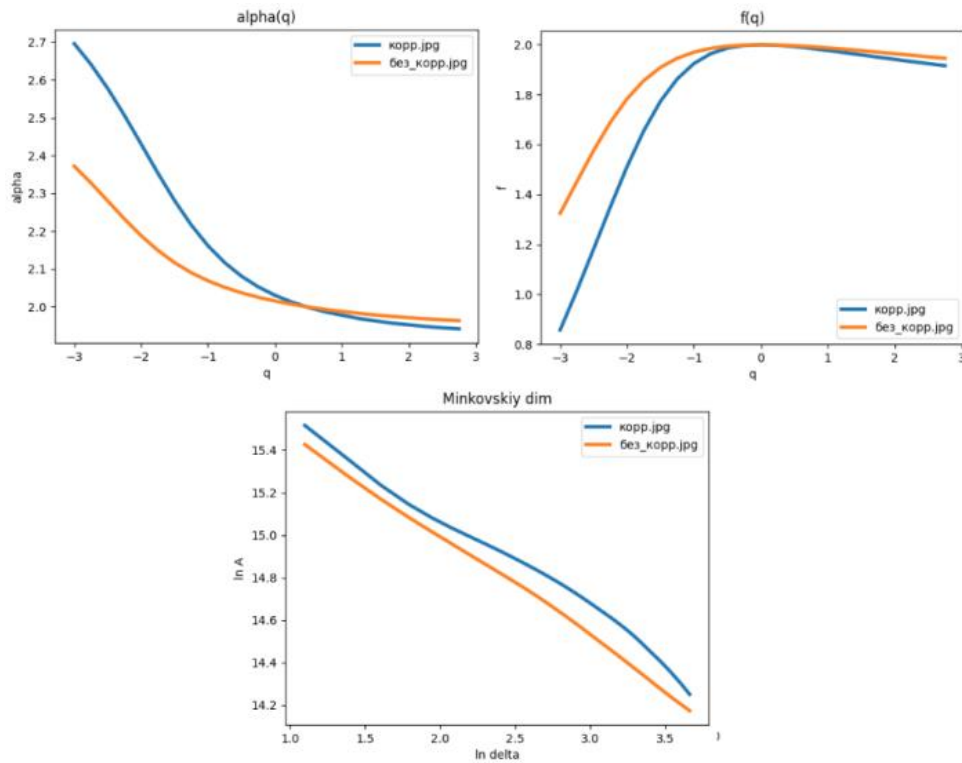 alpha(q)
2.7
2.6
2.5
2.4
2.3
2.2
2.1
2.0
alpha
−3
−2
−1
0
1
2
3
q
корр.jpg
без_корр.jpg
f(q)
2.0
1.8
1.6
1.4
1.2
1.0
0.8
f
−3
−2
−1
0
1
2
3
q
корр.jpg
без_корр.jpg
Minkovskiy dim
15.4
15.2
15.0
14.8
14.6
14.4
14.2
ln A
1.0
1.5
2.0
2.5
3.0
3.5
ln delta
корр.jpg
без_корр.jpg